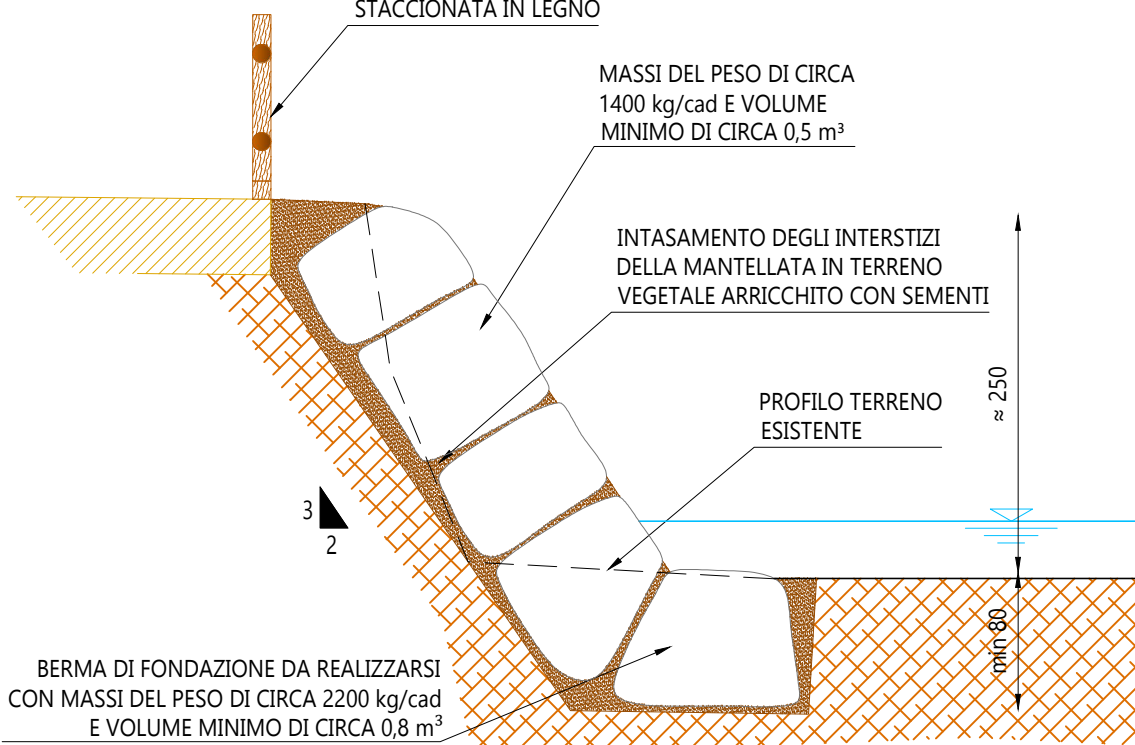 STACCIONATA IN LEGNO
MASSI DEL PESO DI CIRCA
1400 kg/cad E VOLUME
MINIMO DI CIRCA 0,5 m³
INTASAMENTO DEGLI INTERSTIZI
DELLA MANTELLATA IN TERRENO
VEGETALE ARRICCHITO CON SEMENTI
≈ 250
PROFILO TERRENO
ESISTENTE
3
2
min 80
BERMA DI FONDAZIONE DA REALIZZARSI
CON MASSI DEL PESO DI CIRCA 2200 kg/cad
E VOLUME MINIMO DI CIRCA 0,8 m³